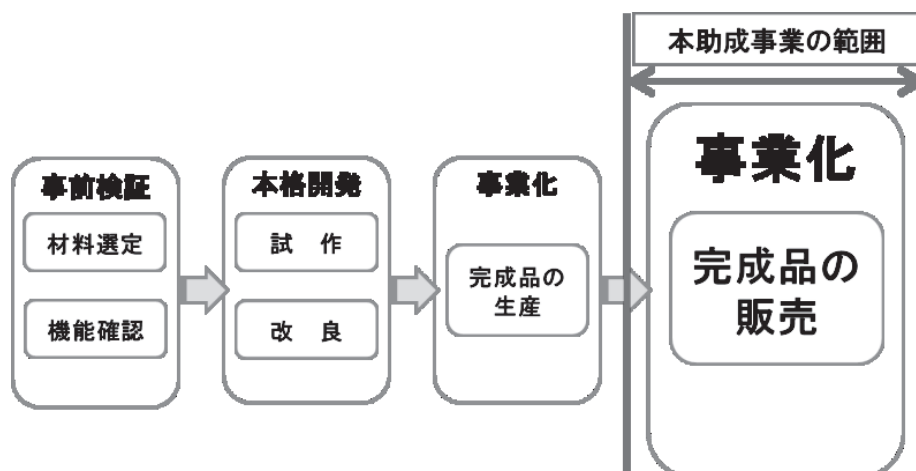 本助成事業の範囲
事前検証
材料選定
機能確認
本格開発
試　作
改　良
事業化
完成品の
生産
事業化
完成品の
販売